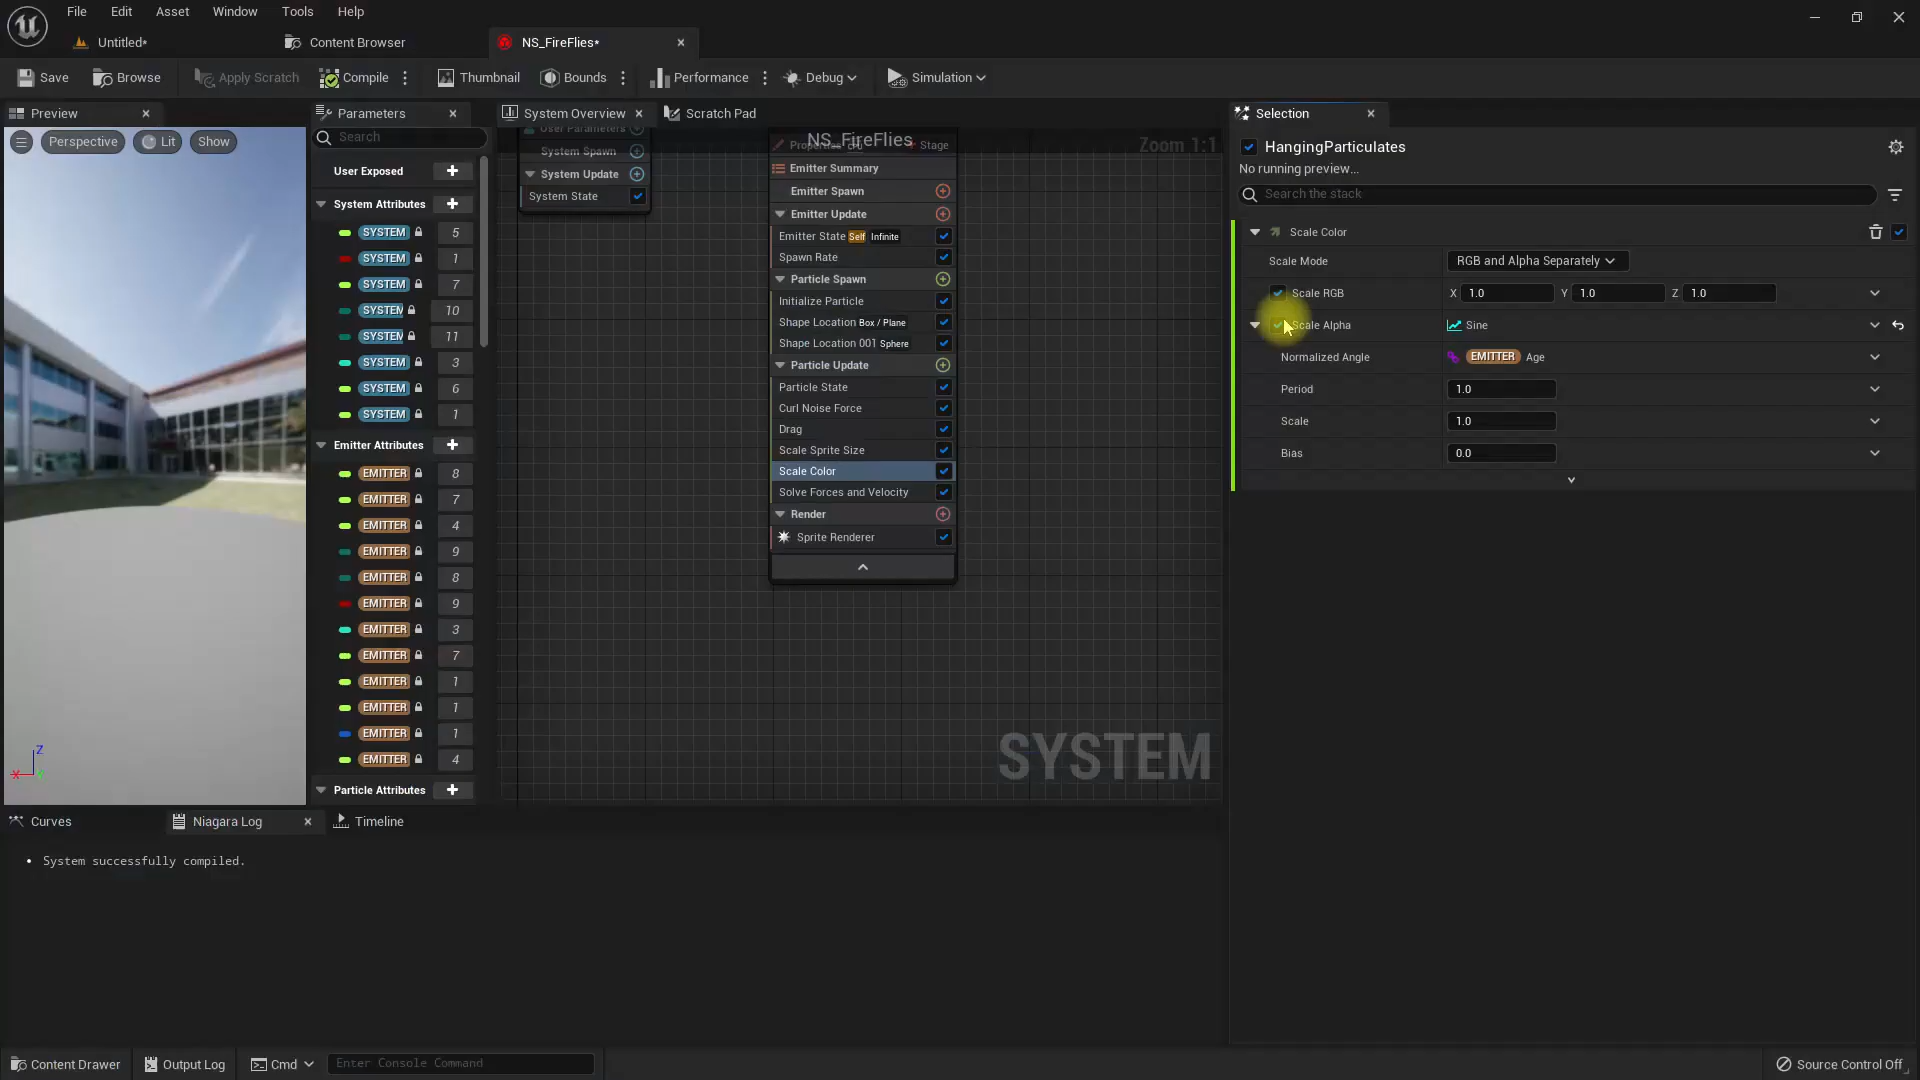 File Edit Asset Window Tools Help
Untitled* Content Browser NS_FireFlies*
Save Browse Apply Scratch Compile Thumbnail Bounds Performance Debug Simulation
Preview Parameters System Overview Scratch Pad Selection
Perspective Lit Show
Search
User Exposed
System Attributes
SYSTEM 5
SYSTEM 1
SYSTEM 7
SYSTEM 10
SYSTEM 11
SYSTEM 3
SYSTEM 6
SYSTEM 1
Emitter Attributes
EMITTER 8
EMITTER 7
EMITTER 4
EMITTER 9
EMITTER 8
EMITTER 9
EMITTER 3
EMITTER 7
EMITTER 1
EMITTER 1
EMITTER 1
EMITTER 4
Particle Attributes
User Parameters
System Spawn
System Update
System State
NS_FireFlies
Zoom 1:1
Stage
Emitter Summary
Emitter Spawn
Emitter Update
Emitter State Self Infinite
Spawn Rate
Particle Spawn
Initialize Particle
Shape Location Box / Plane
Shape Location 001 Sphere
Particle Update
Particle State
Curl Noise Force
Drag
Scale Sprite Size
Scale Color
Solve Forces and Velocity
Render
Sprite Renderer
SYSTEM
HangingParticulates
No running preview...
Search the stack
Scale Color
Scale Mode RGB and Alpha Separately
Scale RGB X 1.0 Y 1.0 Z 1.0
Scale Alpha Sine
Normalized Angle EMITTER Age
Period 1.0
Scale 1.0
Bias 0.0
Z
X
Curves Niagara Log Timeline
• System successfully compiled.
Content Drawer Output Log Cmd Enter Console Command Source Control Off